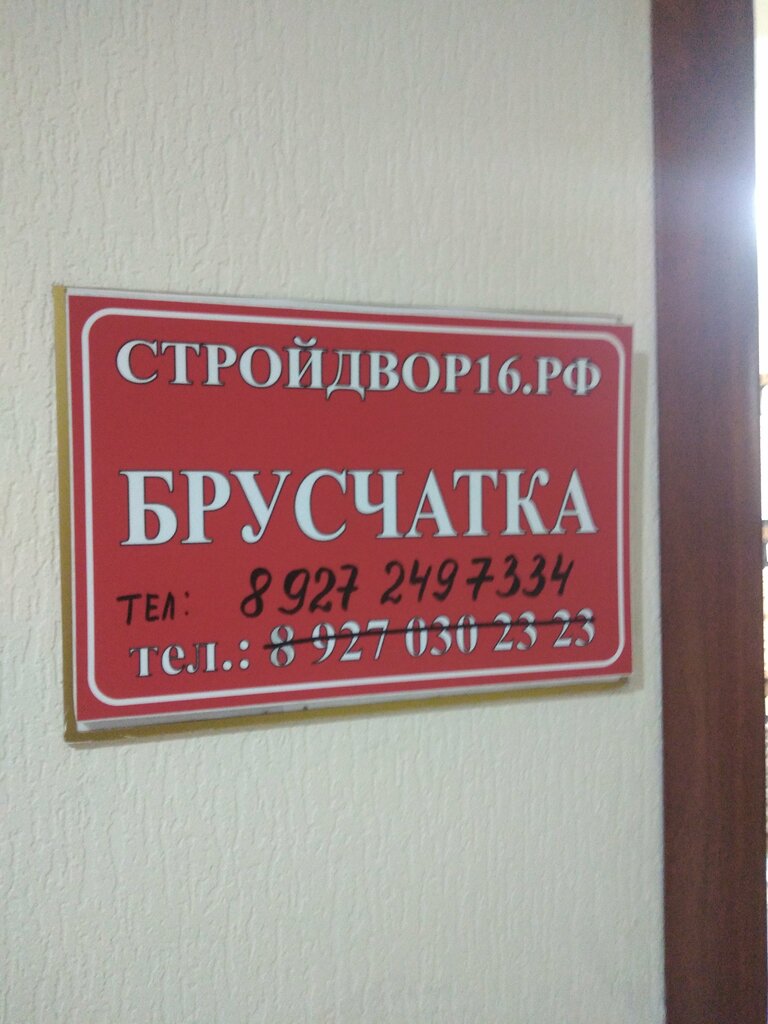 СТРОЙДВОР16.РФ
БРУСЧАТКА
ТЕЛ: 8 927 2497334
тел.: 8 927 030 23 23